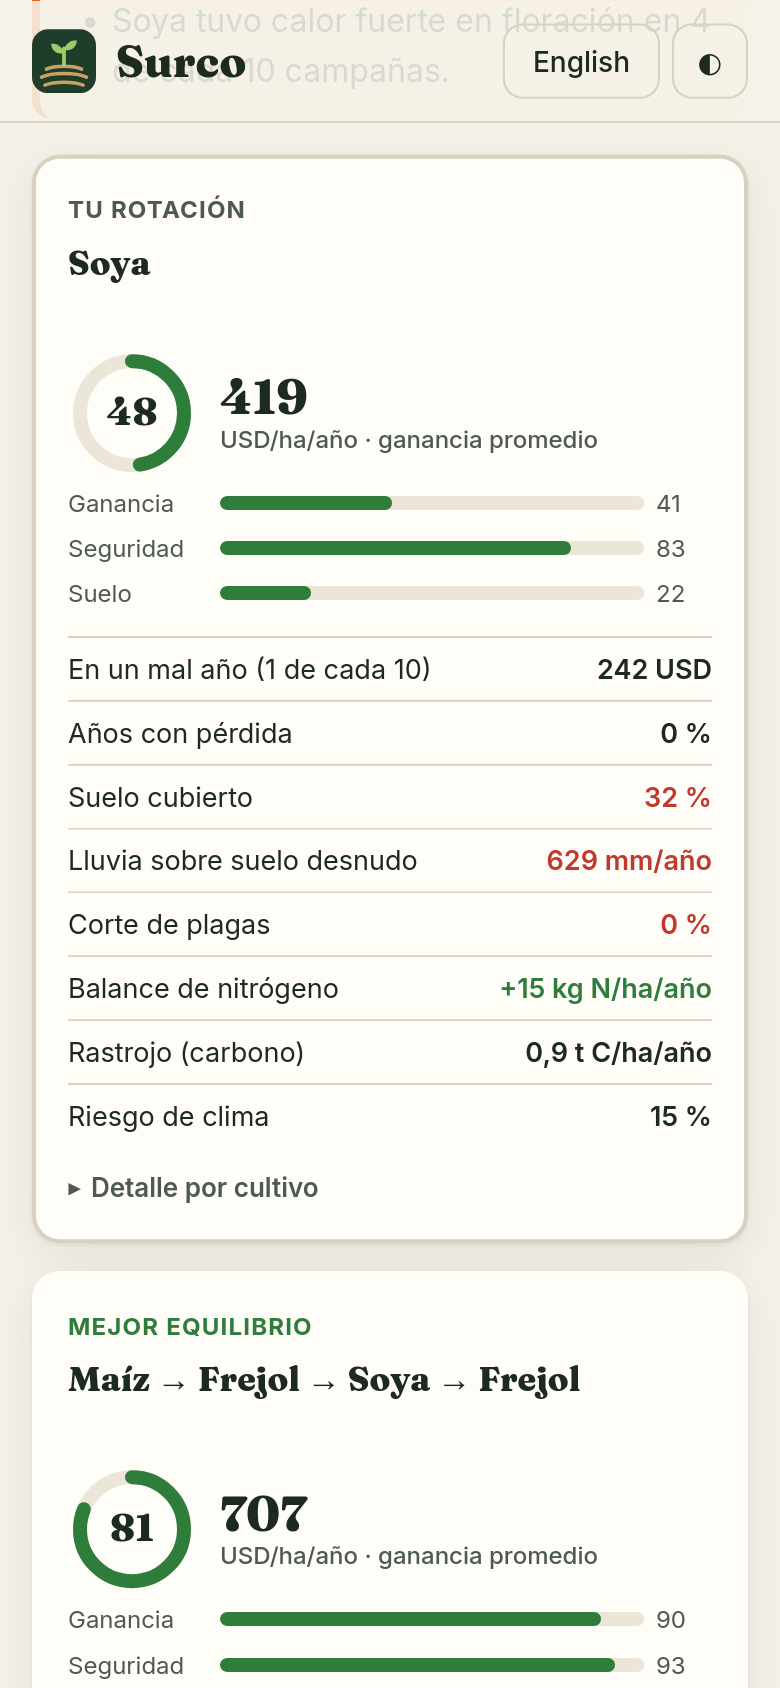 Soya tuvo calor fuerte en floración en 4
de cada 10 campañas.
Surco
English
TU ROTACIÓN
Soya
48
419
USD/ha/año · ganancia promedio
Ganancia 41
Seguridad 83
Suelo 22
En un mal año (1 de cada 10) 242 USD
Años con pérdida 0 %
Suelo cubierto 32 %
Lluvia sobre suelo desnudo 629 mm/año
Corte de plagas 0 %
Balance de nitrógeno +15 kg N/ha/año
Rastrojo (carbono) 0,9 t C/ha/año
Riesgo de clima 15 %
▸ Detalle por cultivo
MEJOR EQUILIBRIO
Maíz → Frejol → Soya → Frejol
81
707
USD/ha/año · ganancia promedio
Ganancia 90
Seguridad 93